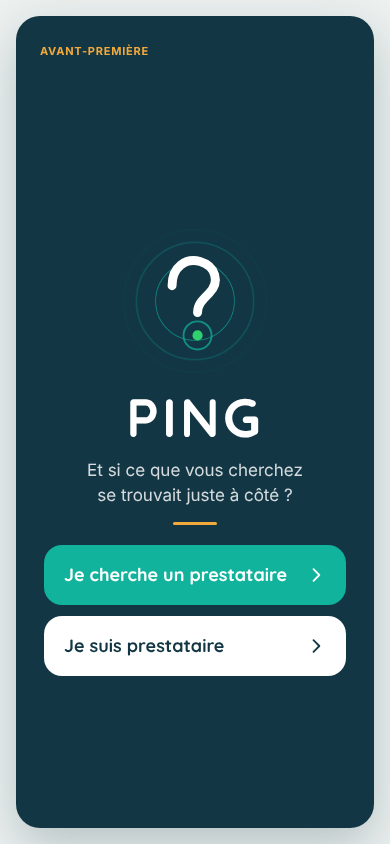 AVANT-PREMIÈRE
PING
Et si ce que vous cherchez
se trouvait juste à côté ?
Je cherche un prestataire
Je suis prestataire